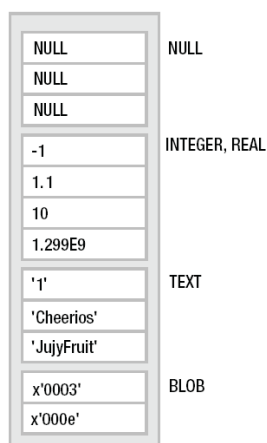 NULL NULL
NULL
NULL
-1 INTEGER, REAL
1.1
10
1.299E9
'1' TEXT
'Cheerios'
'JujyFruit'
x'0003' BLOB
x'000e'